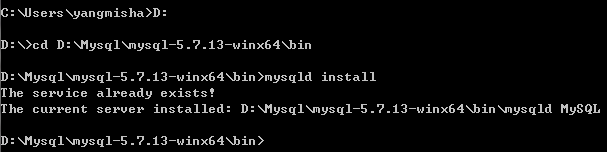 C:\Users\yangmisha>D:
D:\>cd D:\Mysql\mysql-5.7.13-winx64\bin
D:\Mysql\mysql-5.7.13-winx64\bin>mysqld install
The service already exists!
The current server installed: D:\Mysql\mysql-5.7.13-winx64\bin\mysqld MySQL
D:\Mysql\mysql-5.7.13-winx64\bin>